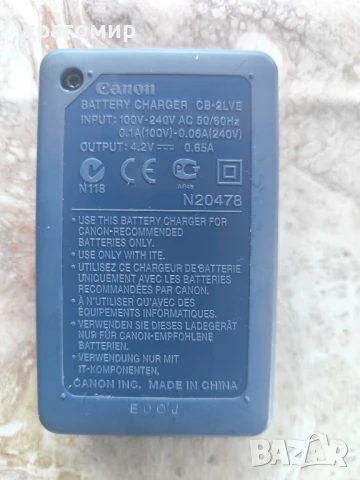 Canon
BATTERY CHARGER CB-2LVE
INPUT: 100V-240V AC 50/60Hz
0.1A(100V)-0.06A(240V)
OUTPUT: 4.2V⎓ 0.65A
CE
N118
N20478
• USE THIS BATTERY CHARGER FOR
CANON-RECOMMENDED
BATTERIES ONLY.
• USE ONLY WITH ITE.
• UTILISEZ CE CHARGEUR DE BATTERIE
UNIQUEMENT AVEC LES BATTERIES
RECOMMANDÉES PAR CANON.
• À N'UTILISER QU'AVEC DES
ÉQUIPEMENTS INFORMATIQUES.
• VERWENDEN SIE DIESES LADEGERÄT
NUR FÜR CANON-EMPFOHLENE
BATTERIEN.
• VERWENDUNG NUR MIT
IT-KOMPONENTEN.
CANON INC. MADE IN CHINA
BAZAR